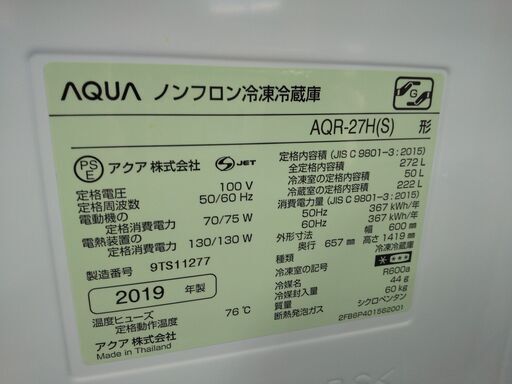 AQUA ノンフロン冷凍冷蔵庫
G
AQR-27H(S) 形
PS
E
アクア 株式会社
S JET
定格電圧 100 V
定格周波数 50/60 Hz
電動機の
定格消費電力 70/75 W
電熱装置の
定格消費電力 130/130 W
製造番号 9TS11277
2019 年製
温度ヒューズ 76℃
定格動作温度
アクア 株式会社
Made in Thailand
定格内容積 (JIS C 9801-3:2015)
全定格内容積 272 L
冷凍室の定格内容積 50 L
冷蔵室の定格内容積 222 L
消費電力量 (JIS C 9801-3:2015)
50Hz 367 kWh/年
60Hz 367 kWh/年
外形寸法 幅 600 mm
奥行 657 mm 高さ 1419 mm
種類 冷凍冷蔵庫
冷凍室の記号
冷媒名 R600a
冷媒封入量 44 g
質量 60 kg
断熱発泡ガス シクロペンタン
2FB6P401562001